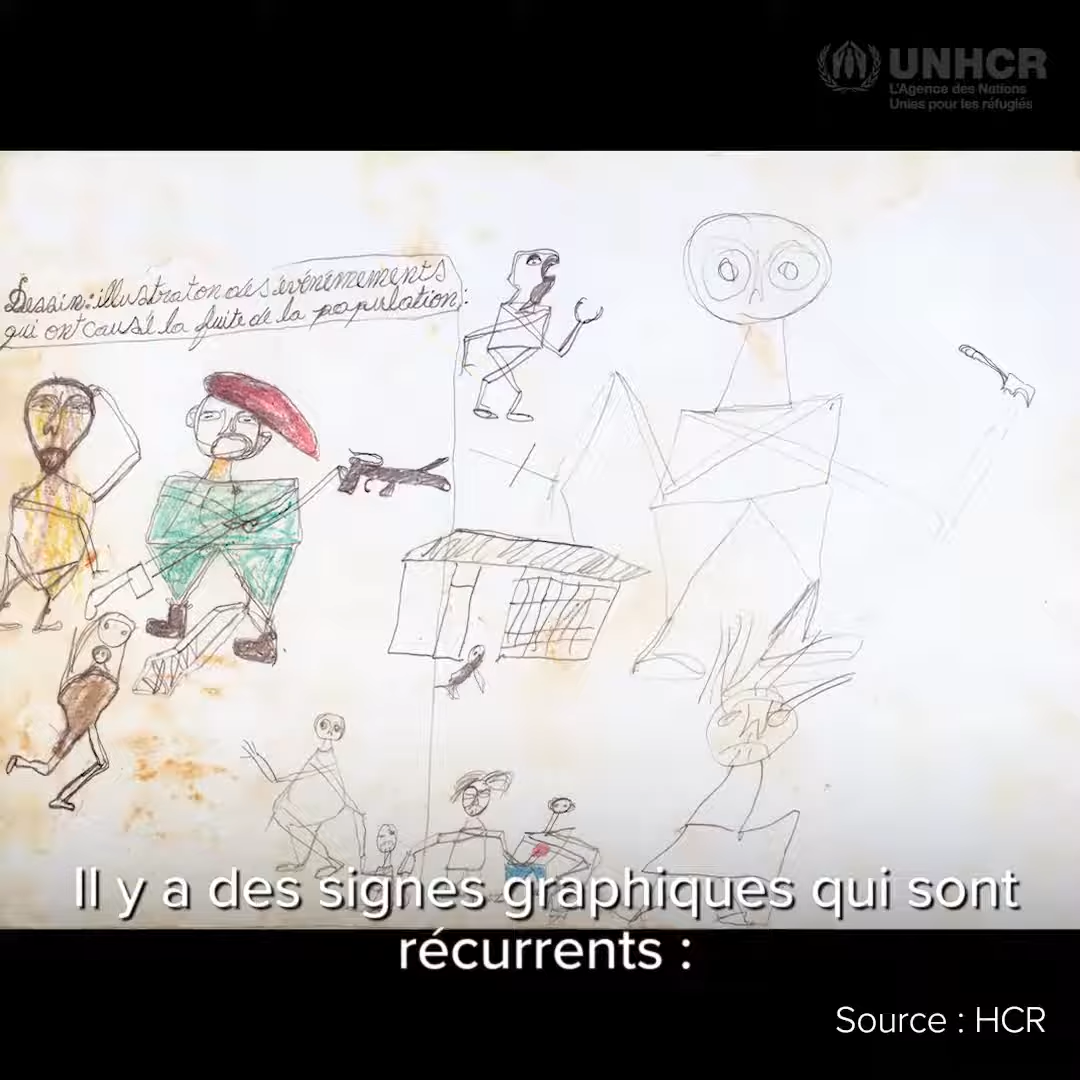 UNHCR
L'Agence des Nations
Unies pour les réfugiés
Dessin: illustraton des événémements
qui ont causé la fuite de la population:
Il y a des signes graphiques qui sont
récurrents :
Source : HCR